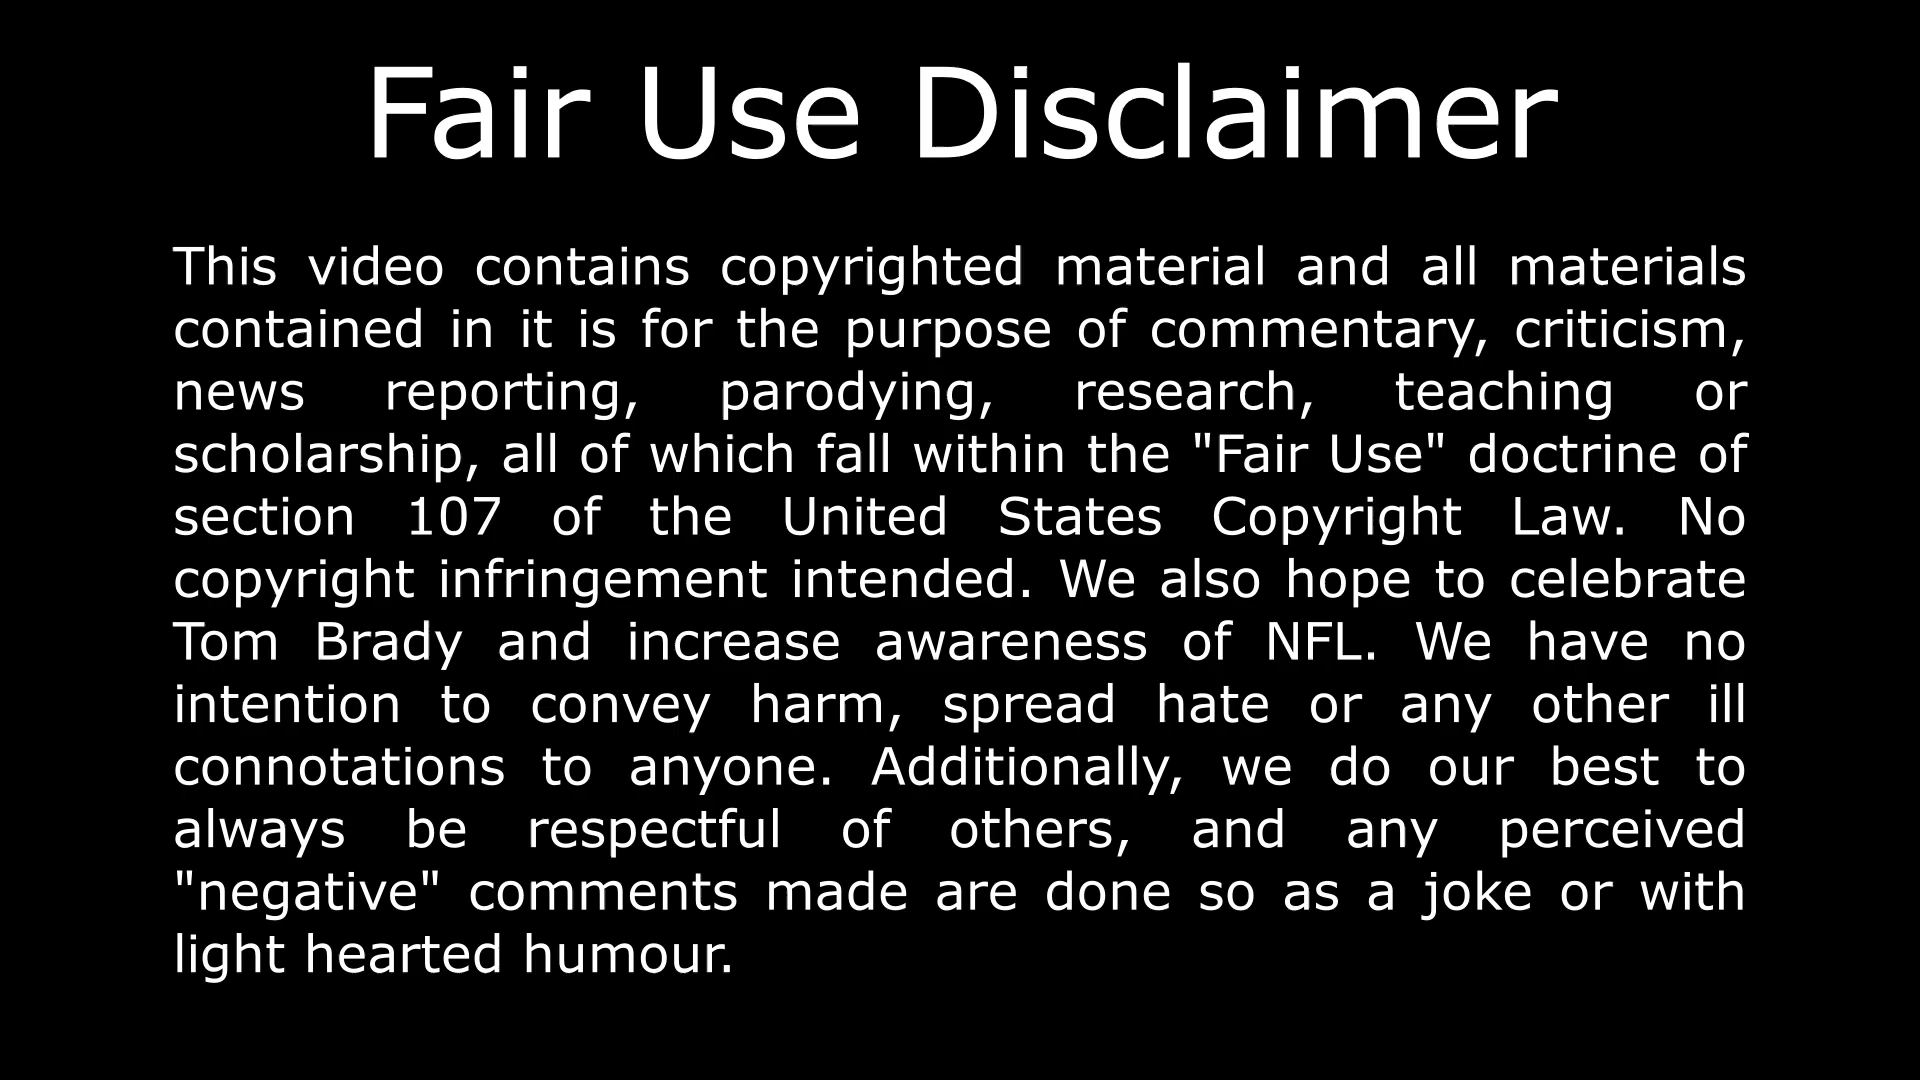 Fair Use Disclaimer
This video contains copyrighted material and all materials
contained in it is for the purpose of commentary, criticism,
news reporting, parodying, research, teaching or
scholarship, all of which fall within the "Fair Use" doctrine of
section 107 of the United States Copyright Law. No
copyright infringement intended. We also hope to celebrate
Tom Brady and increase awareness of NFL. We have no
intention to convey harm, spread hate or any other ill
connotations to anyone. Additionally, we do our best to
always be respectful of others, and any perceived
"negative" comments made are done so as a joke or with
light hearted humour.